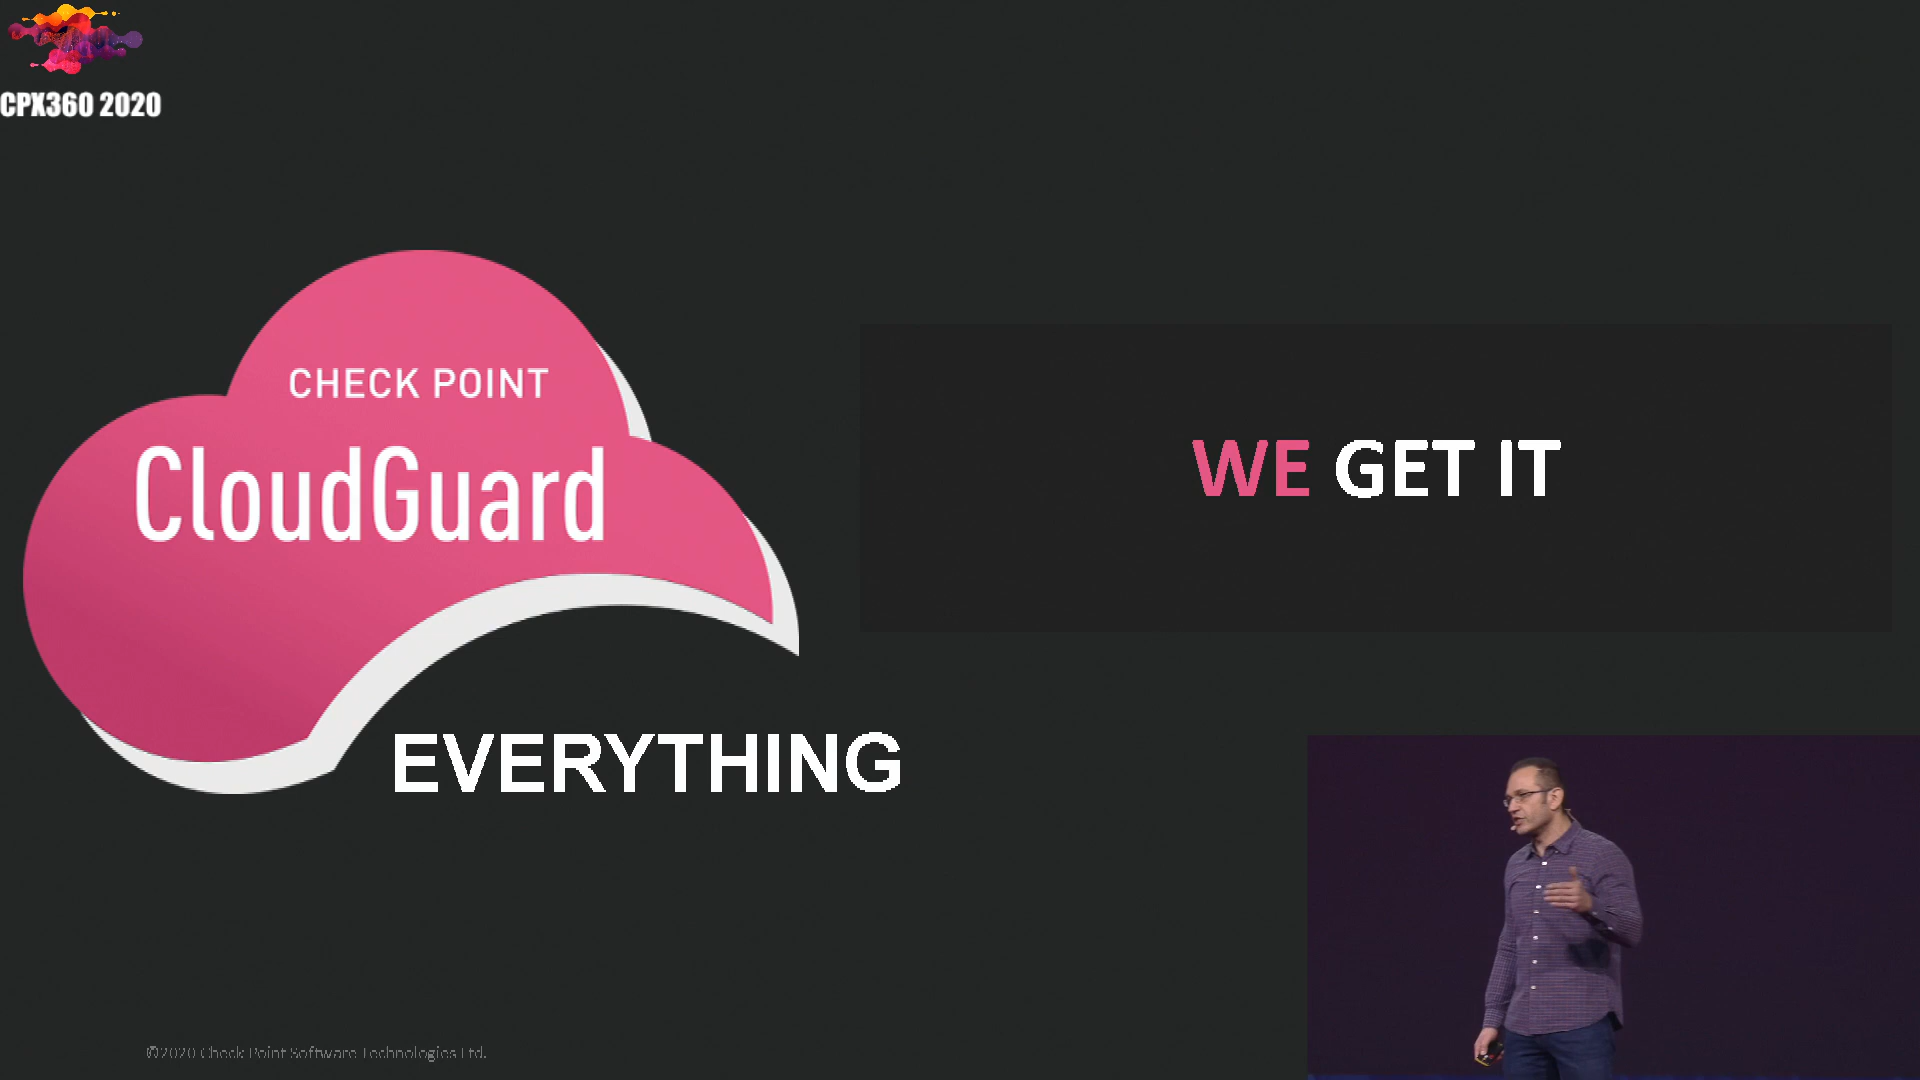 CPX360 2020
CHECK POINT
CloudGuard
WE GET IT
EVERYTHING
©2020 Check Point Software Technologies Ltd.